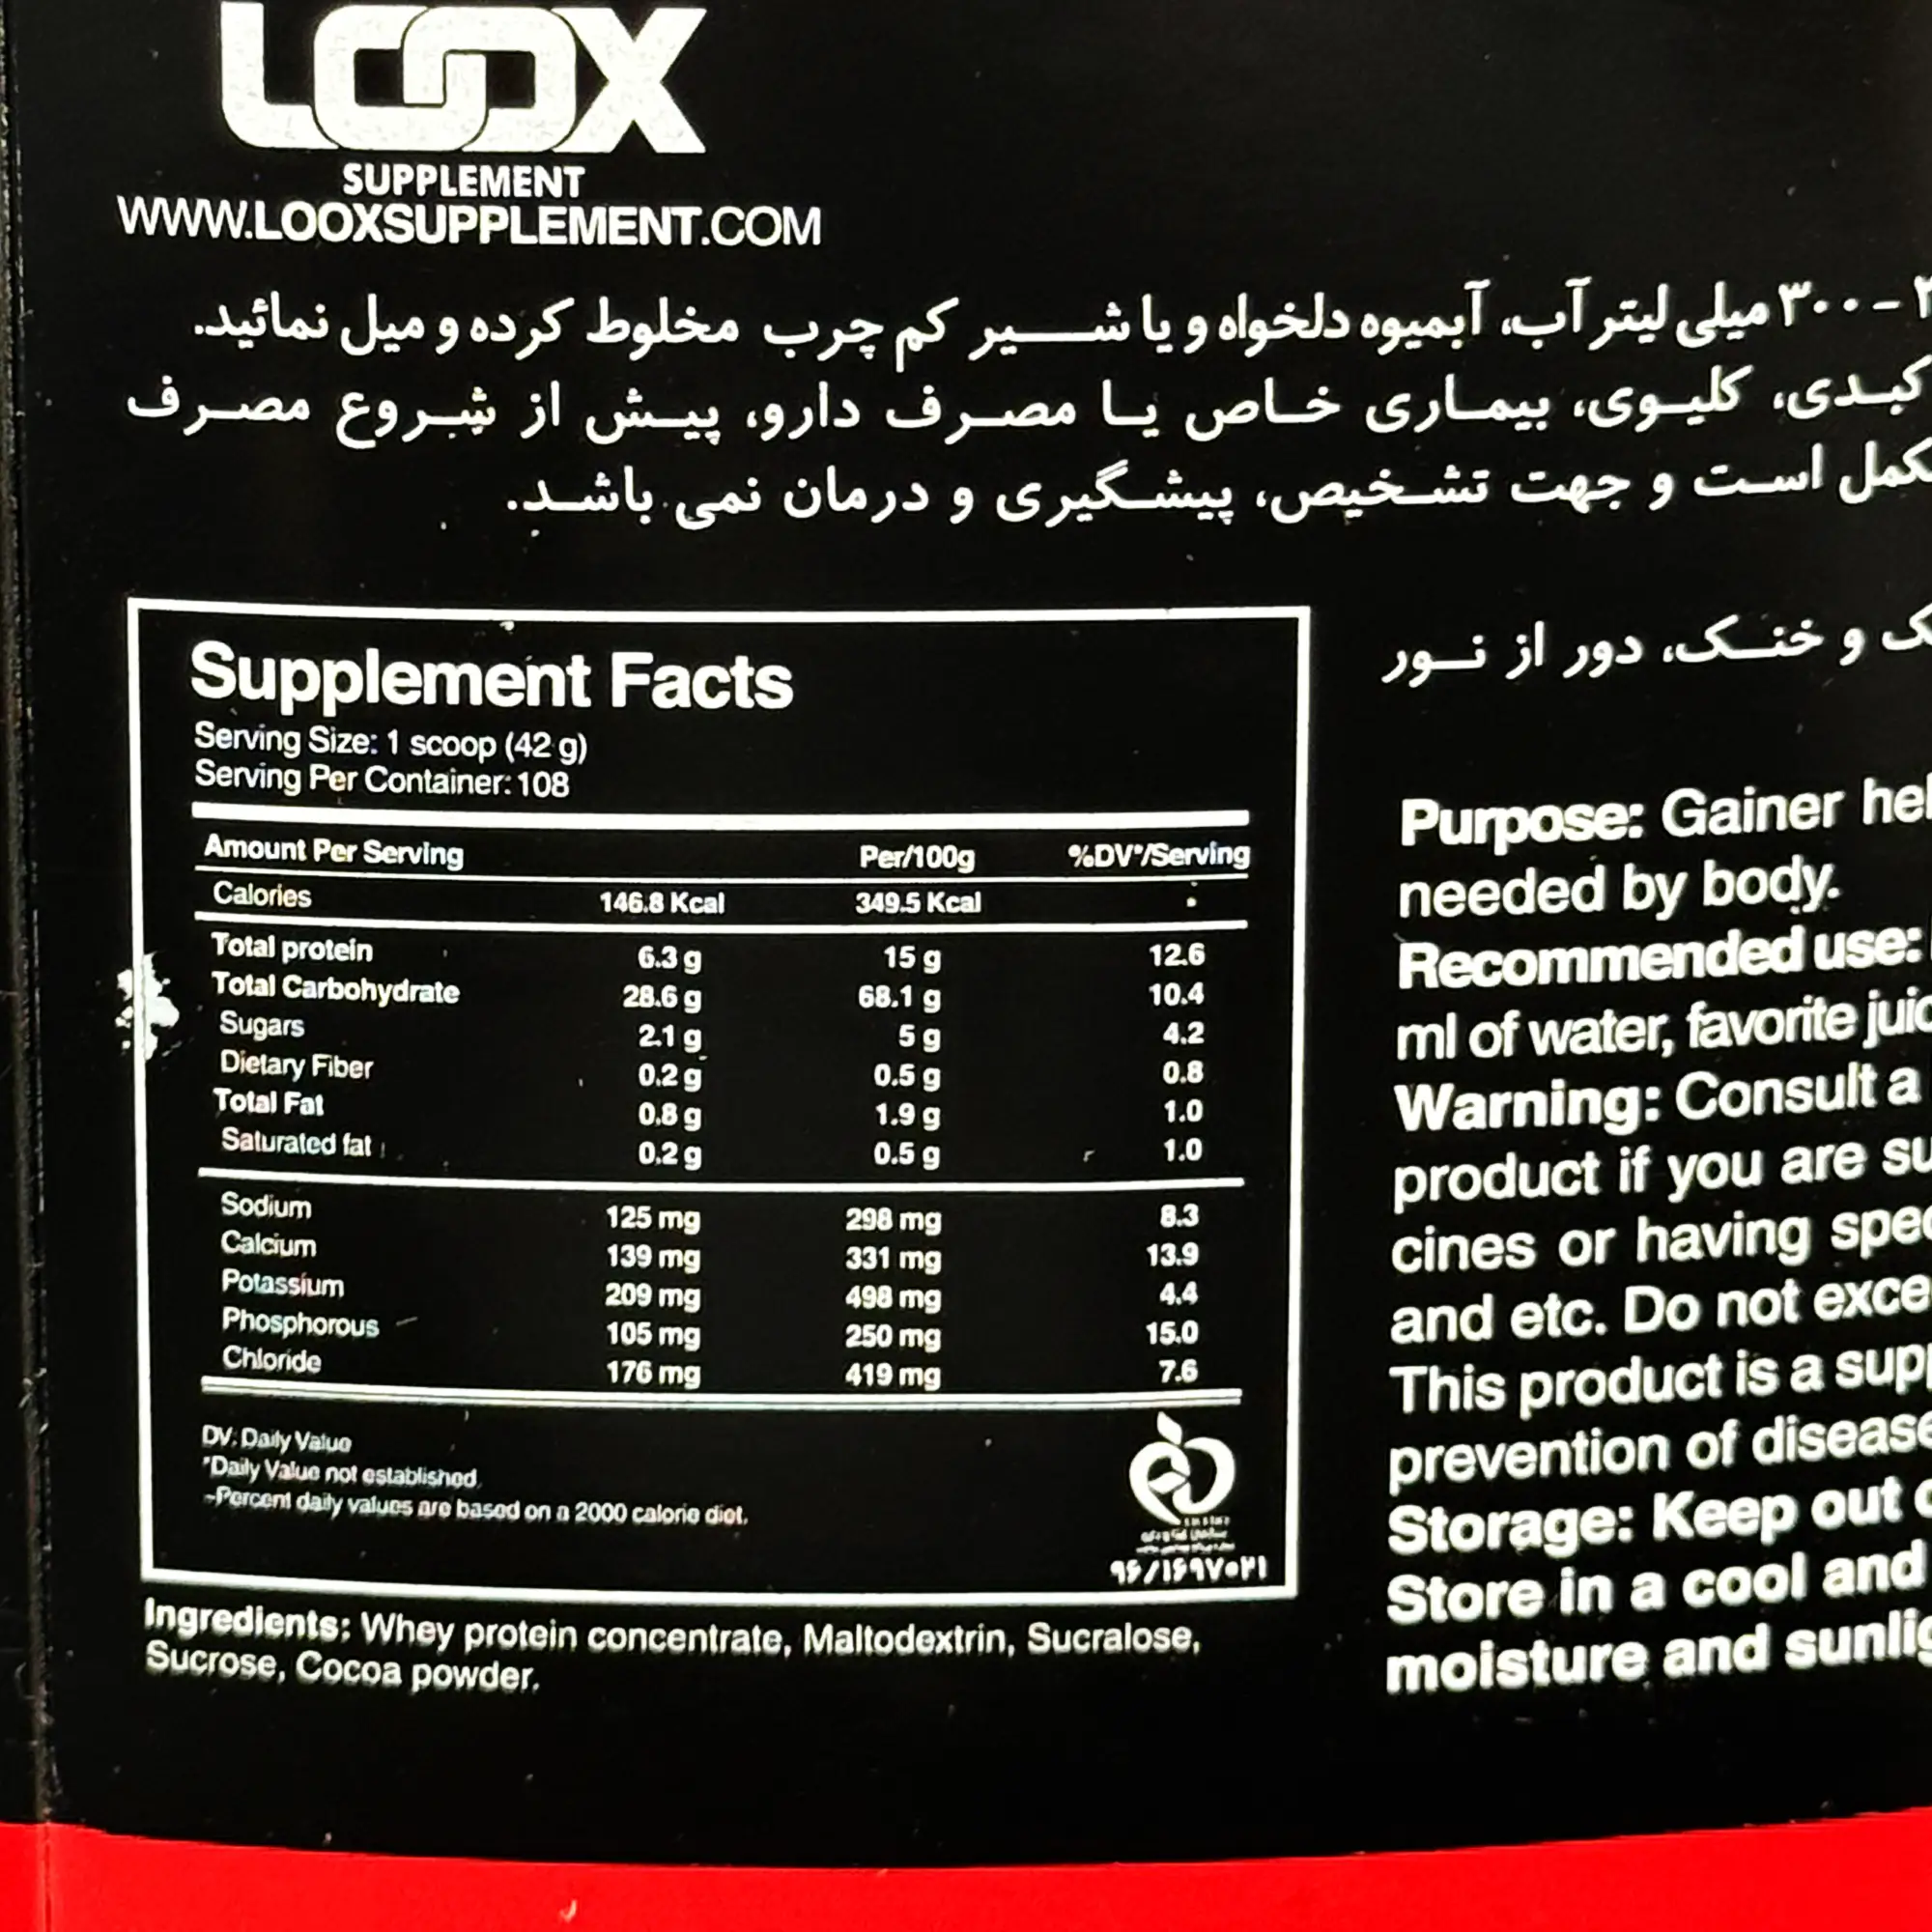 LOOX
SUPPLEMENT
WWW.LOOXSUPPLEMENT.COM
۳۰۰ میلی لیتر آب، آبمیوه دلخواه و یا شیر کم چرب مخلوط کرده و میل نمائید.
کبدی، کلیوی، بیماری خاص یا مصرف دارو، پیش از شروع مصرف
است و جهت تشخیص، پیشگیری و درمان نمی باشد.
و خنک، دور از نور
Supplement Facts
Serving Size: 1 scoop (42 g)
Serving Per Container: 108
Amount Per Serving Per/100g %DV*/Serving
Calories 146.8 Kcal 349.5 Kcal
Total protein 6.3 g 15 g 12.6
Total Carbohydrate 28.6 g 68.1 g 10.4
Sugars 2.1 g 5 g 4.2
Dietary Fiber 0.2 g 0.5 g 0.8
Total Fat 0.8 g 1.9 g 1.0
Saturated fat 0.2 g 0.5 g 1.0
Sodium 125 mg 298 mg 8.3
Calcium 139 mg 331 mg 13.9
Potassium 209 mg 498 mg 4.4
Phosphorous 105 mg 250 mg 15.0
Chloride 176 mg 419 mg 7.6
DV: Daily Value
*Daily Value not established.
~Percent daily values are based on a 2000 calorie diet.
۹۶/۱۶۹۷۰۲۱
Ingredients: Whey protein concentrate, Maltodextrin, Sucralose,
Sucrose, Cocoa powder.
Purpose: Gainer hel
needed by body.
Recommended use:
ml of water, favorite juic
Warning: Consult a
product if you are su
cines or having spec
and etc. Do not exce
This product is a supp
prevention of disease
Storage: Keep out
Store in a cool and
moisture and sunlig